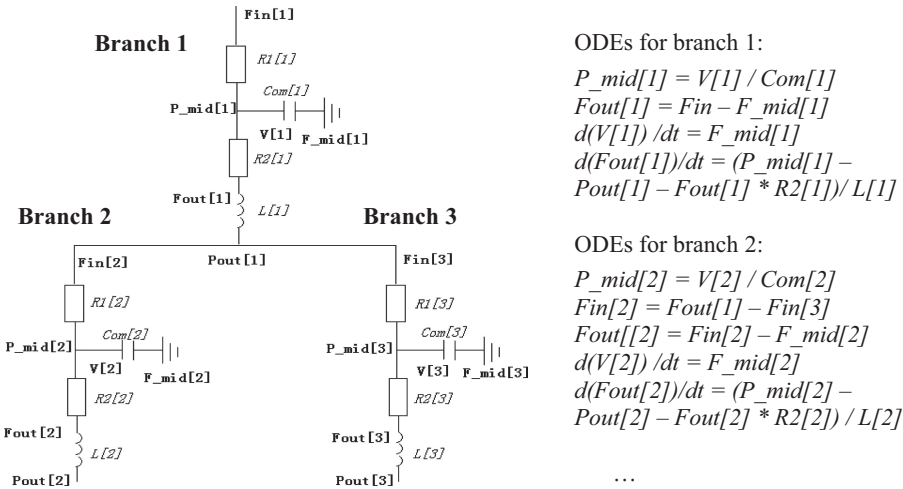 Fin[1]
Branch 1
R1[1]
Com[1]
P_mid[1]
V[1]
F_mid[1]
R2[1]
Fout[1]
L[1]
Branch 2
Branch 3
Fin[2]
Pout[1]
Fin[3]
R1[2]
R1[3]
Com[2]
Com[3]
P_mid[2]
P_mid[3]
V[2]
F_mid[2]
V[3]
F_mid[3]
R2[2]
R2[3]
Fout[2]
Fout[3]
L[2]
L[3]
Pout[2]
Pout[3]
ODEs for branch 1:
P_mid[1] = V[1] / Com[1]
Fout[1] = Fin – F_mid[1]
d(V[1]) /dt = F_mid[1]
d(Fout[1])/dt = (P_mid[1] –
Pout[1] – Fout[1] * R2[1])/ L[1]
ODEs for branch 2:
P_mid[2] = V[2] / Com[2]
Fin[2] = Fout[1] – Fin[3]
Fout[[2] = Fin[2] – F_mid[2]
d(V[2]) /dt = F_mid[2]
d(Fout[2])/dt = (P_mid[2] –
Pout[2] – Fout[2] * R2[2]) / L[2]
…